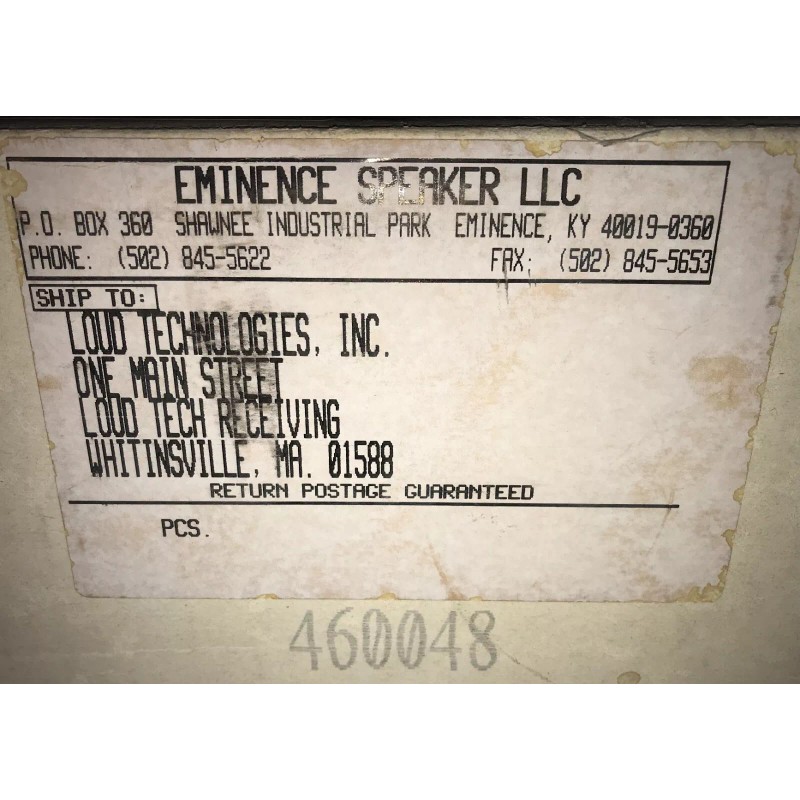 EMINENCE SPEAKER LLC
P.O. BOX 360 SHAWNEE INDUSTRIAL PARK EMINENCE, KY 40019-0360
PHONE: (502) 845-5622 FAX: (502) 845-5653
SHIP TO:
LOUD TECHNOLOGIES, INC.
ONE MAIN STREET
LOUD TECH RECEIVING
WHITINSVILLE, MA. 01588
RETURN POSTAGE GUARANTEED
PCS.
460048